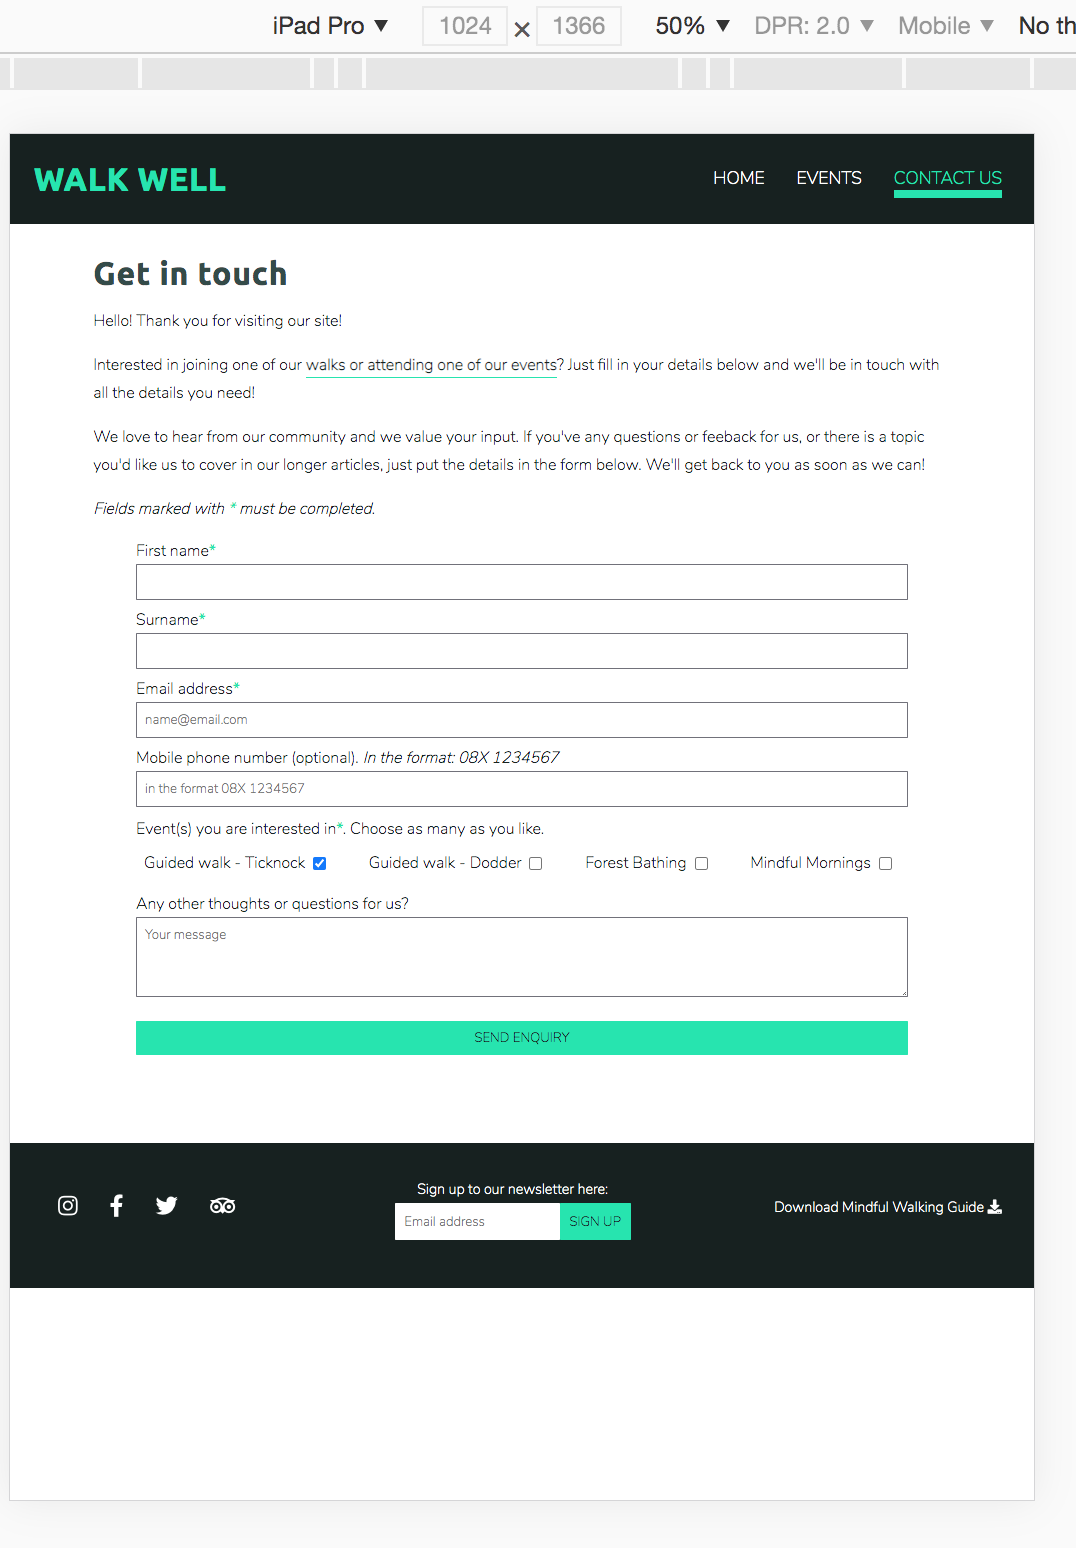 iPad Pro ▼ 1024 × 1366 50% ▼ DPR: 2.0 ▼ Mobile ▼ No th
WALK WELL
HOME EVENTS CONTACT US
Get in touch
Hello! Thank you for visiting our site!
Interested in joining one of our walks or attending one of our events? Just fill in your details below and we'll be in touch with
all the details you need!
We love to hear from our community and we value your input. If you've any questions or feeback for us, or there is a topic
you'd like us to cover in our longer articles, just put the details in the form below. We'll get back to you as soon as we can!
Fields marked with * must be completed.
First name*
Surname*
Email address*
name@email.com
Mobile phone number (optional). In the format: 08X 1234567
in the format 08X 1234567
Event(s) you are interested in*. Choose as many as you like.
Guided walk - Ticknock Guided walk - Dodder Forest Bathing Mindful Mornings
Any other thoughts or questions for us?
Your message
SEND ENQUIRY
Sign up to our newsletter here:
Email address SIGN UP
Download Mindful Walking Guide